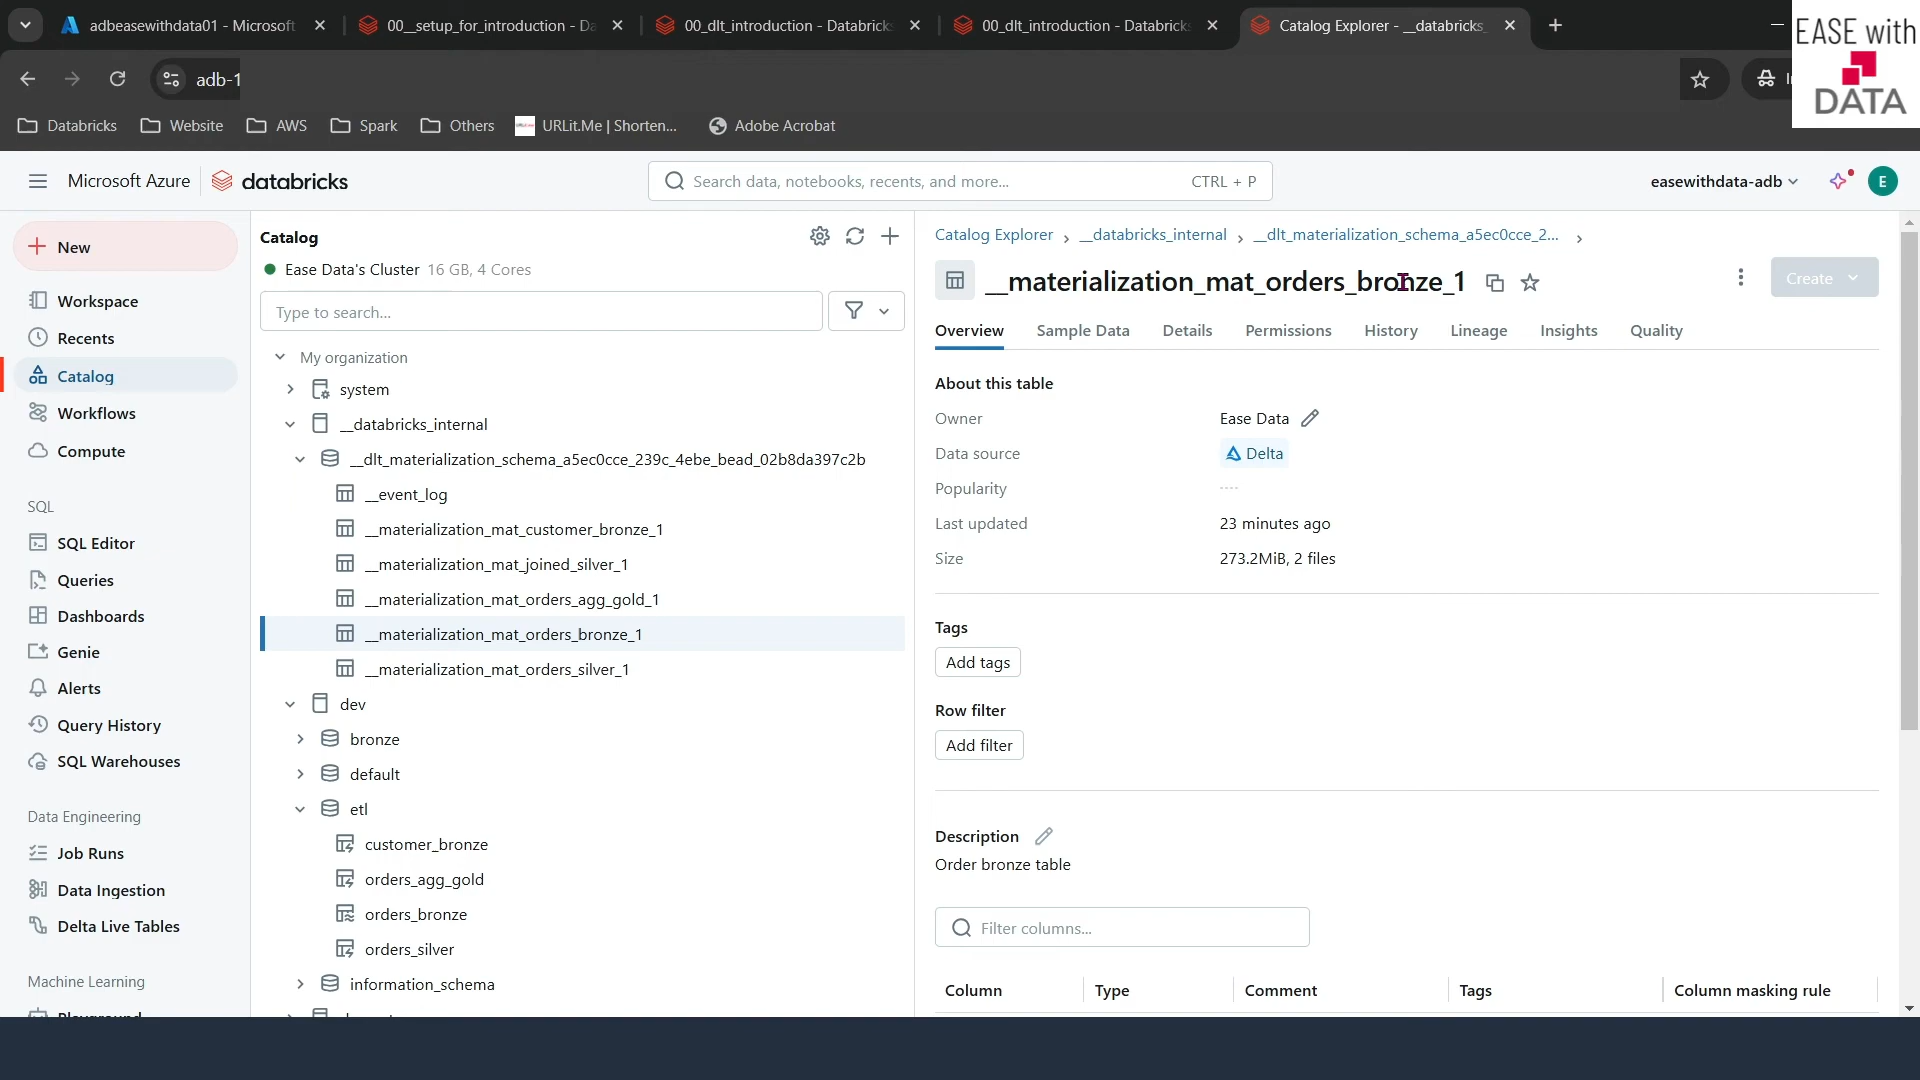 adbeasewithdata01 - Microsoft
00__setup_for_introduction - Da
00_dlt_introduction - Databricks
00_dlt_introduction - Databricks
Catalog Explorer - __databricks_
EASE with
DATA
adb-1
Databricks
Website
AWS
Spark
Others
URLit.Me | Shorten...
Adobe Acrobat
Microsoft Azure
databricks
Search data, notebooks, recents, and more...
CTRL + P
easewithdata-adb
E
New
Workspace
Recents
Catalog
Workflows
Compute
SQL
SQL Editor
Queries
Dashboards
Genie
Alerts
Query History
SQL Warehouses
Data Engineering
Job Runs
Data Ingestion
Delta Live Tables
Machine Learning
Playground
Catalog
Ease Data's Cluster 16 GB, 4 Cores
Type to search...
My organization
system
__databricks_internal
__dlt_materialization_schema_a5ec0cce_239c_4ebe_bead_02b8da397c2b
__event_log
__materialization_mat_customer_bronze_1
__materialization_mat_joined_silver_1
__materialization_mat_orders_agg_gold_1
__materialization_mat_orders_bronze_1
__materialization_mat_orders_silver_1
dev
bronze
default
etl
customer_bronze
orders_agg_gold
orders_bronze
orders_silver
information_schema
Catalog Explorer > __databricks_internal > __dlt_materialization_schema_a5ec0cce_2... >
__materialization_mat_orders_bronze_1
Create
Overview
Sample Data
Details
Permissions
History
Lineage
Insights
Quality
About this table
Owner Ease Data
Data source Delta
Popularity
Last updated 23 minutes ago
Size 273.2MiB, 2 files
Tags
Add tags
Row filter
Add filter
Description
Order bronze table
Filter columns...
Column Type Comment Tags Column masking rule